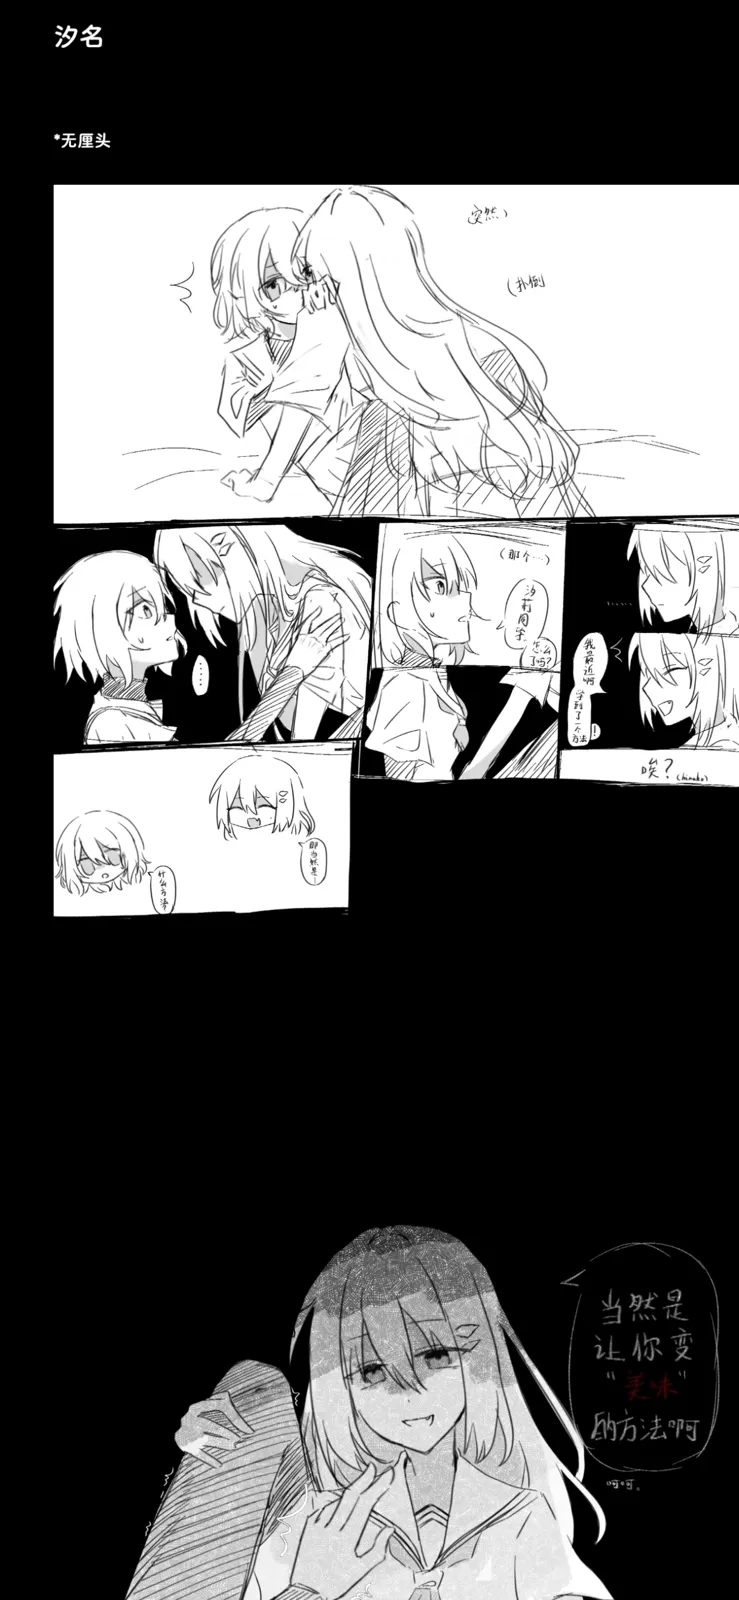 汐名
*无厘头
突然、
(扑倒
(那个…)
汐莉同学
怎么
了吗?
....
......
我最近啊
学到了一个方法
!
唉?(hinako)
什么方法?
那当然是—
当然是
让你变
"美味"
的方法啊
呵呵。